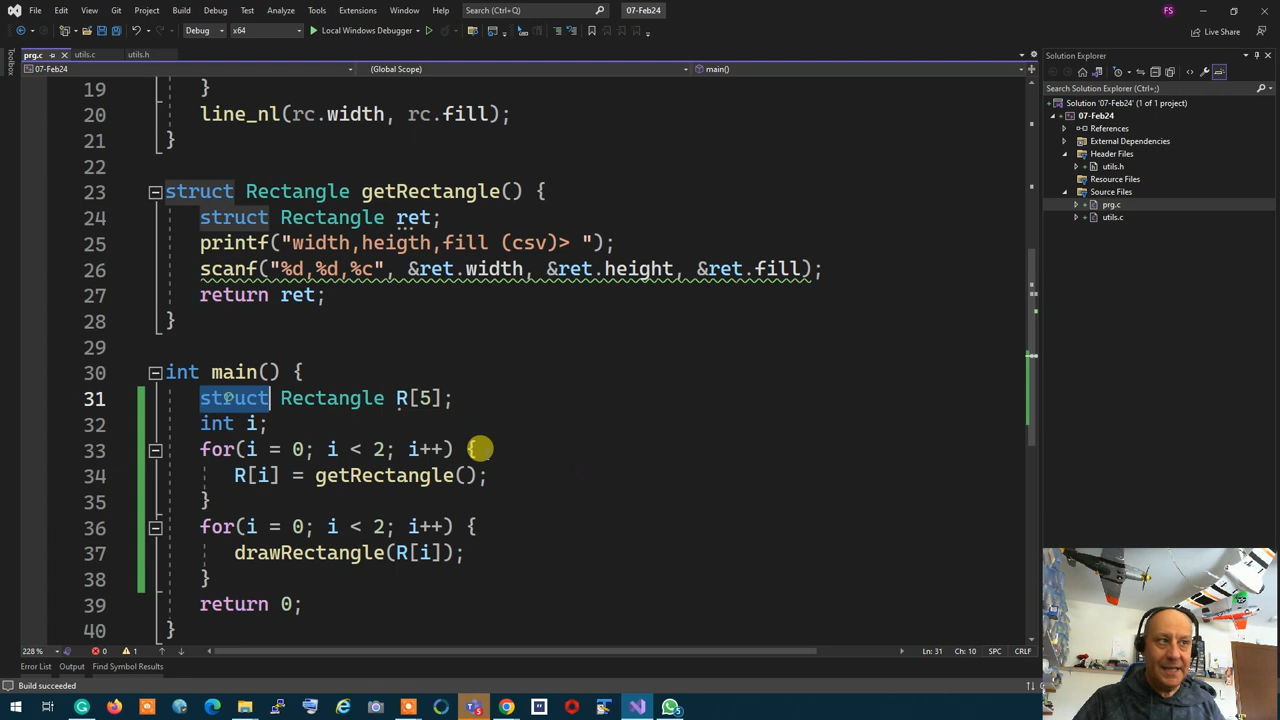 File Edit View Git Project Build Debug Test Analyze Tools Extensions Window Help Search (Ctrl+Q) 07-Feb24 FS
Debug x64 Local Windows Debugger Live Share
prg.c utils.c utils.h
Toolbox
07-Feb24 (Global Scope) main()
19 }
20 line_nl(rc.width, rc.fill);
21 }
22
23 struct Rectangle getRectangle() {
24 struct Rectangle ret;
25 printf("width,heigth,fill (csv)> ");
26 scanf("%d,%d,%c", &ret.width, &ret.height, &ret.fill);
27 return ret;
28 }
29
30 int main() {
31 struct Rectangle R[5];
32 int i;
33 for(i = 0; i < 2; i++) {
34 R[i] = getRectangle();
35 }
36 for(i = 0; i < 2; i++) {
37 drawRectangle(R[i]);
38 }
39 return 0;
40 }
228 % 0 1 Ln: 31 Ch: 10 SPC CRLF
Error List Output Find Symbol Results
Build succeeded
Solution Explorer
Search Solution Explorer (Ctrl+;)
Solution '07-Feb24' (1 of 1 project)
07-Feb24
References
External Dependencies
Header Files
utils.h
Resource Files
Source Files
prg.c
utils.c